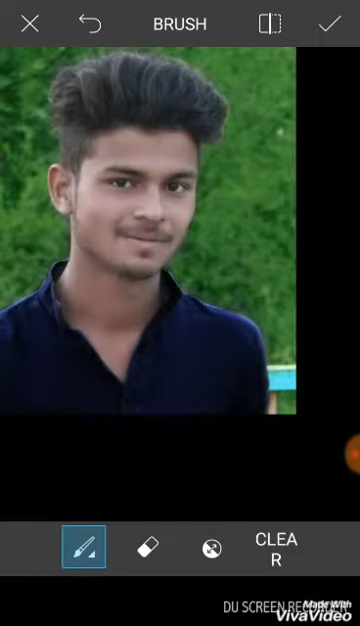 BRUSH
CLEA
R
DU SCREEN RECORDER
Made With
VivaVideo